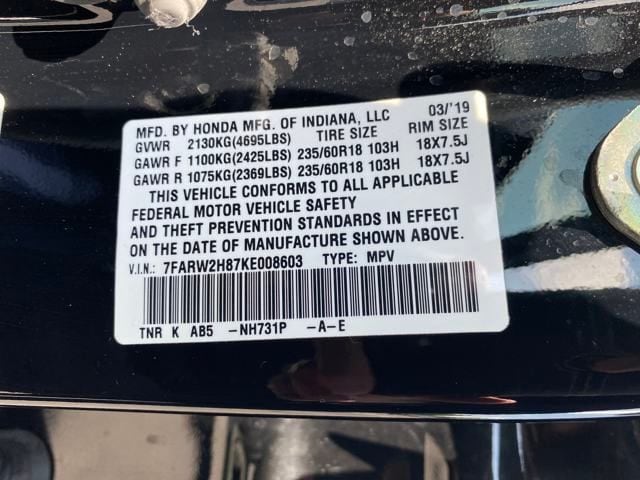 MFD. BY HONDA MFG. OF INDIANA, LLC 03/'19
GVWR 2130KG(4695LBS) TIRE SIZE RIM SIZE
GAWR F 1100KG(2425LBS) 235/60R18 103H 18X7.5J
GAWR R 1075KG(2369LBS) 235/60R18 103H 18X7.5J
THIS VEHICLE CONFORMS TO ALL APPLICABLE
FEDERAL MOTOR VEHICLE SAFETY
AND THEFT PREVENTION STANDARDS IN EFFECT
ON THE DATE OF MANUFACTURE SHOWN ABOVE.
V.I.N: 7FARW2H87KE008603 TYPE: MPV
TNR K AB5 -NH731P -A-E